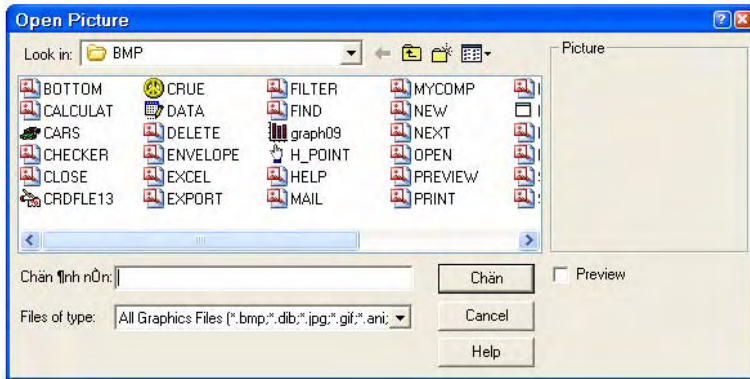 Open Picture
Look in: BMP
Picture
BOTTOM CRUE FILTER MYCOMP
CALCULAT DATA FIND NEW
CARS DELETE graph09 NEXT
CHECKER ENVELOPE H_POINT OPEN
CLOSE EXCEL HELP PREVIEW
CRDFLE13 EXPORT MAIL PRINT
Chän ¶nh nÒn: Chän Preview
Files of type: All Graphics Files (*.bmp;*.dib;*.jpg;*.gif;*.ani; Cancel
Help